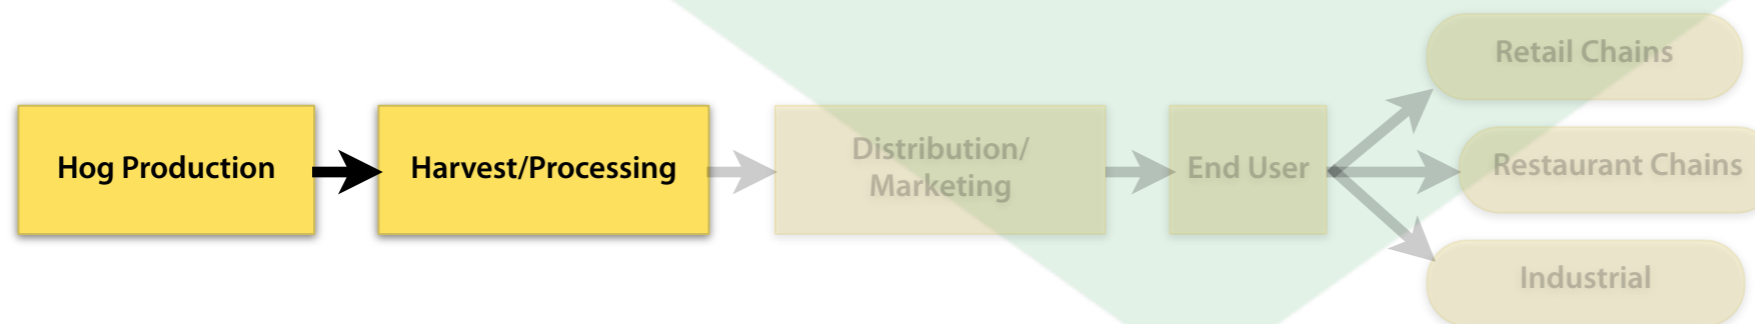 Hog Production
Harvest/Processing
Distribution/
Marketing
End User
Retail Chains
Restaurant Chains
Industrial